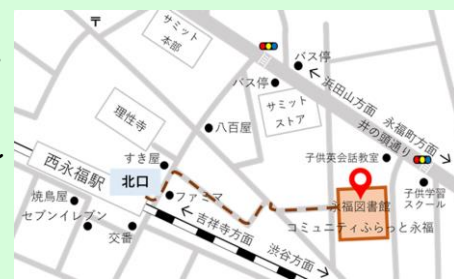 〒
サミット
本部
バス停
バス停
浜田山方面
永福町方面
井の頭通り
理性寺
八百屋
サミット
ストア
子供英会話教室
すき屋
西永福駅
北口
ファミマ
焼鳥屋
セブンイレブン
交番
吉祥寺方面
渋谷方面
永福図書館
コミュニティふらっと永福
子供学習
スクール